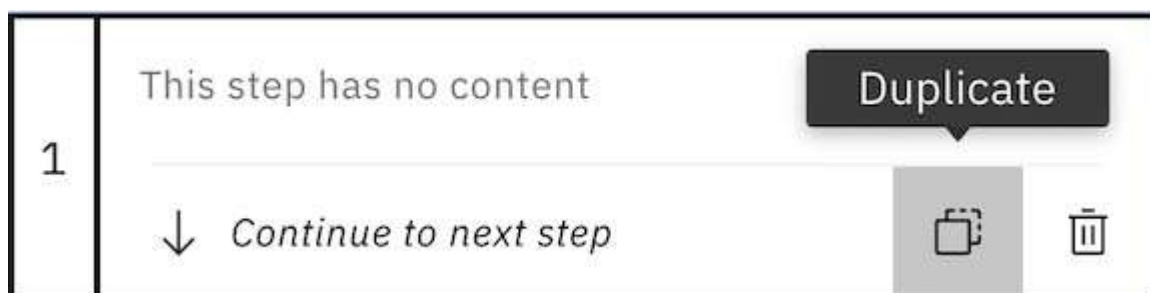 This step has no content
Duplicate
1
Continue to next step